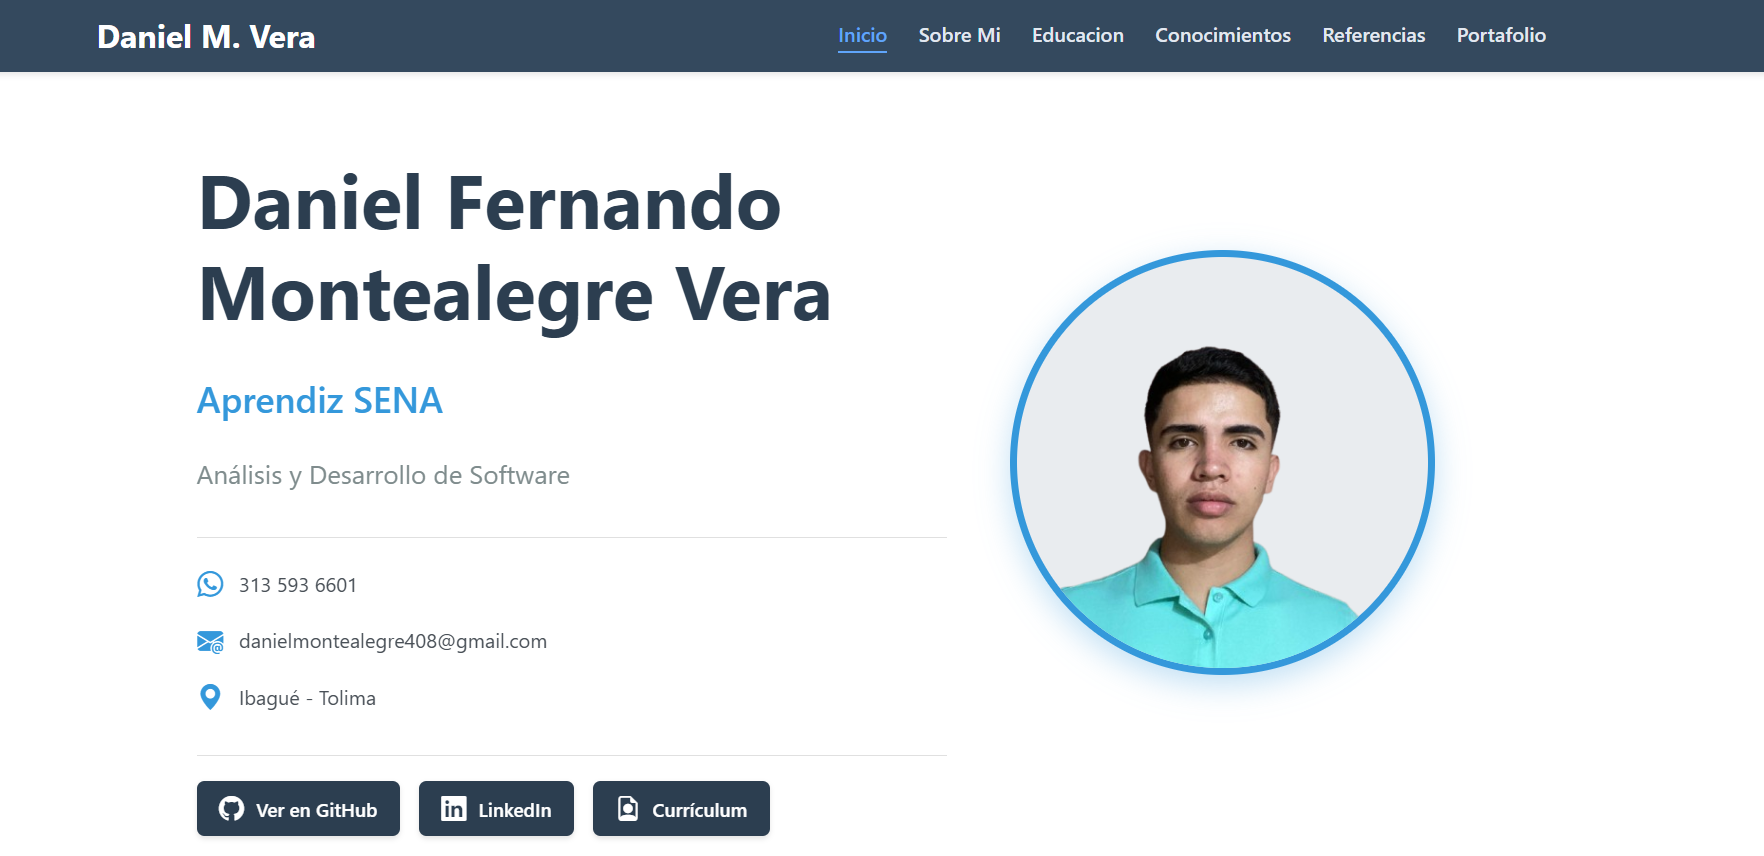 Daniel M. Vera
Inicio Sobre Mi Educacion Conocimientos Referencias Portafolio
Daniel Fernando
Montealegre Vera
Aprendiz SENA
Análisis y Desarrollo de Software
313 593 6601
danielmontealegre408@gmail.com
Ibagué - Tolima
Ver en GitHub
LinkedIn
Currículum